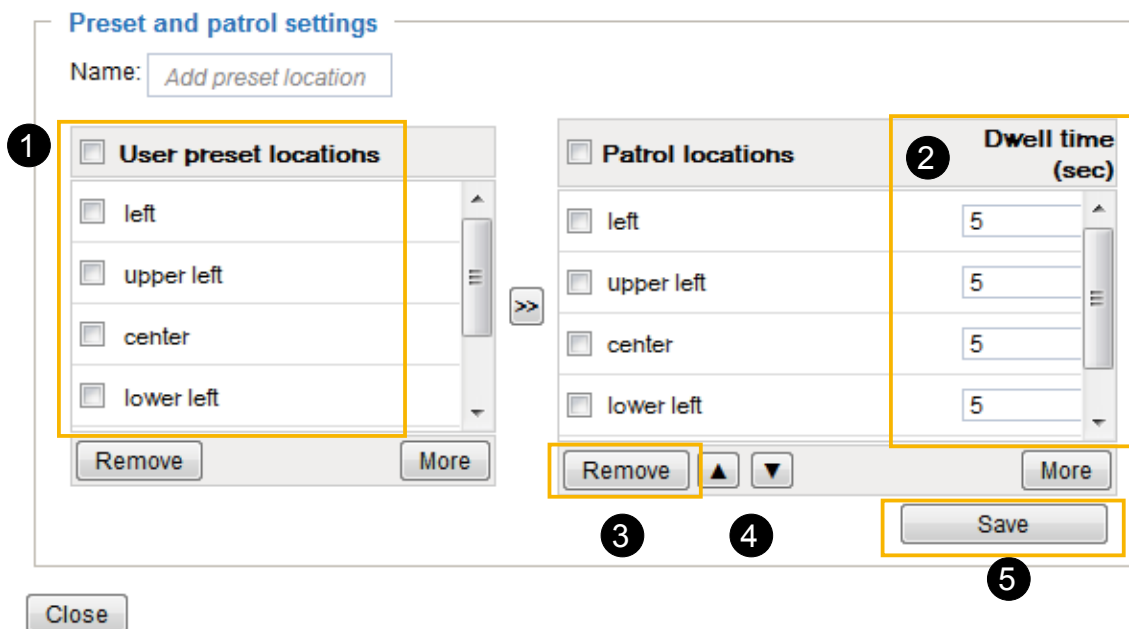 Preset and patrol settings
Name: Add preset location
1
User preset locations
left
upper left
center
lower left
Remove More
>>
Patrol locations 2 Dwell time
(sec)
left 5
upper left 5
center 5
lower left 5
Remove ▲ ▼ More
3 4 Save
5
Close